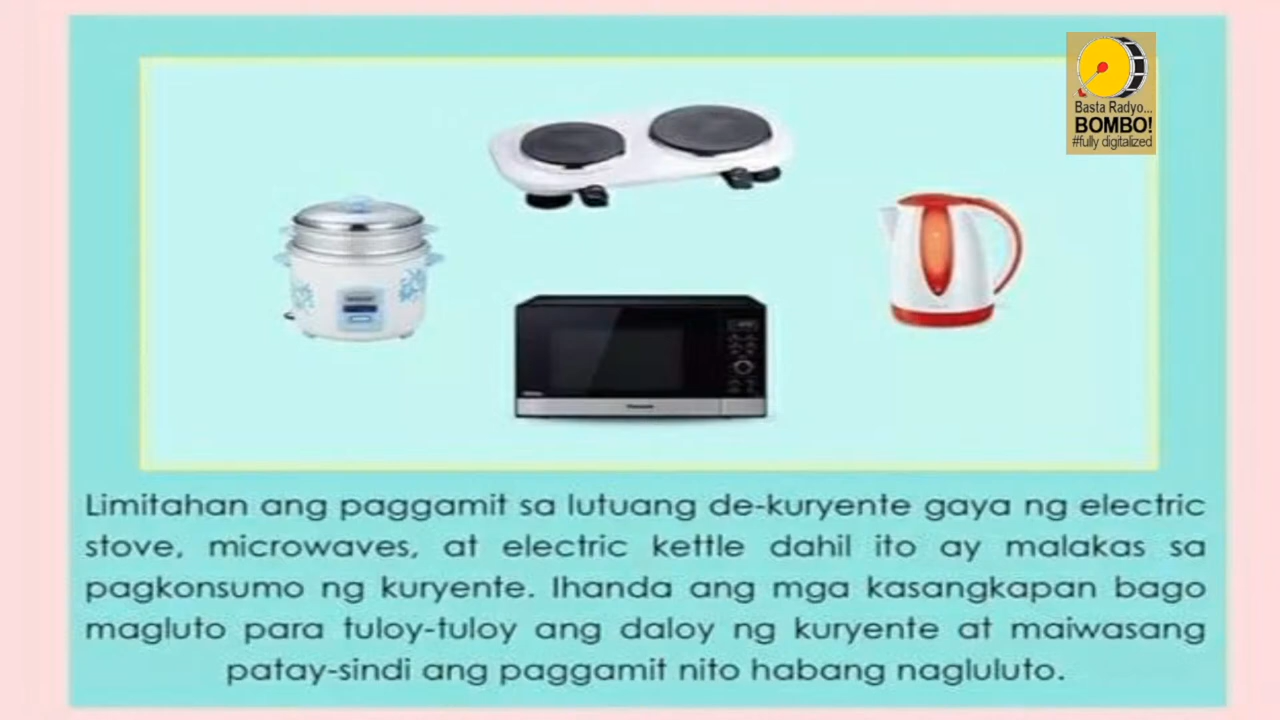 Basta Radyo...
BOMBO!
#fully digitalized
Limitahan ang paggamit sa lutuang de-kuryente gaya ng electric
stove, microwaves, at electric kettle dahil ito ay malakas sa
pagkonsumo ng kuryente. Ihanda ang mga kasangkapan bago
magluto para tuloy-tuloy ang daloy ng kuryente at maiwasang
patay-sindi ang paggamit nito habang nagluluto.